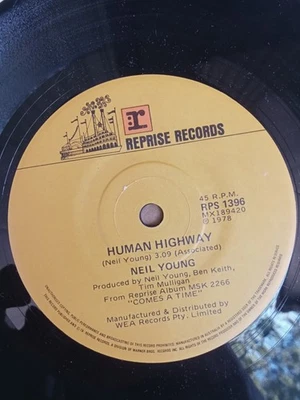 r
REPRISE RECORDS
45 R.P.M.
RPS 1396
MX189420
℗ 1978
HUMAN HIGHWAY
(Neil Young) 3.09 (Associated)
NEIL YOUNG
Produced by Neil Young, Ben Keith,
Tim Mulligan
From Reprise Album MSK 2266
"COMES A TIME"
Manufactured & Distributed by
WEA Records Pty. Limited